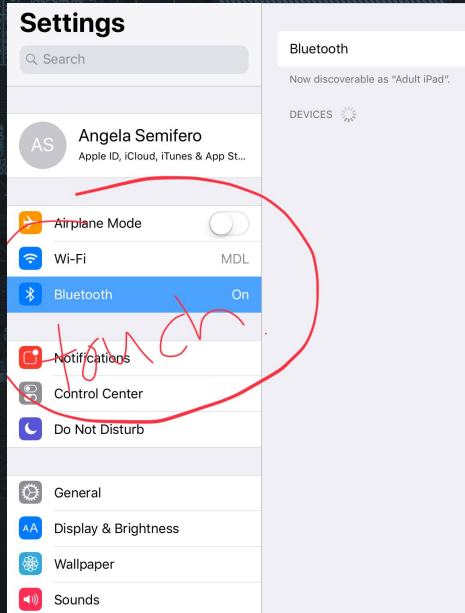 Settings
Search
Bluetooth
Now discoverable as “Adult iPad”.
DEVICES
AS
Angela Semifero
Apple ID, iCloud, iTunes & App St...
Airplane Mode
Wi-Fi MDL
Bluetooth On
touch
Notifications
Control Center
Do Not Disturb
General
AA Display & Brightness
Wallpaper
Sounds